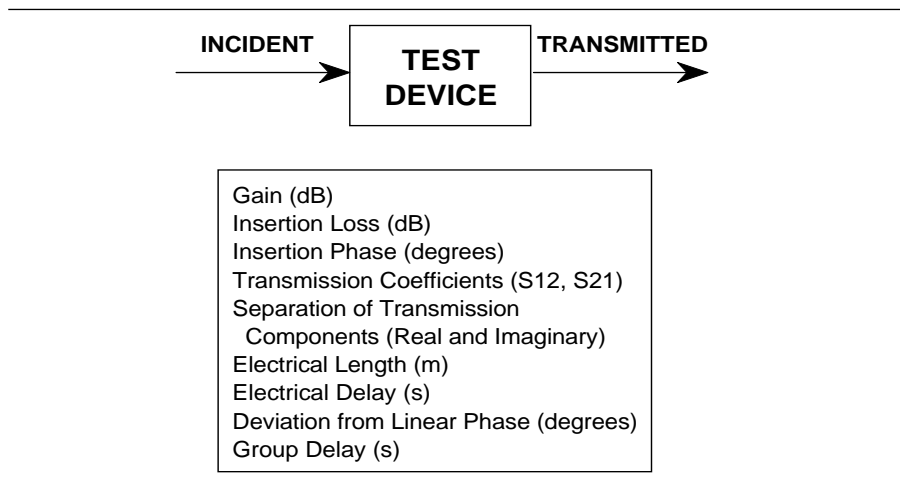 INCIDENT
TEST
DEVICE
TRANSMITTED
Gain (dB)
Insertion Loss (dB)
Insertion Phase (degrees)
Transmission Coefficients (S12, S21)
Separation of Transmission
Components (Real and Imaginary)
Electrical Length (m)
Electrical Delay (s)
Deviation from Linear Phase (degrees)
Group Delay (s)